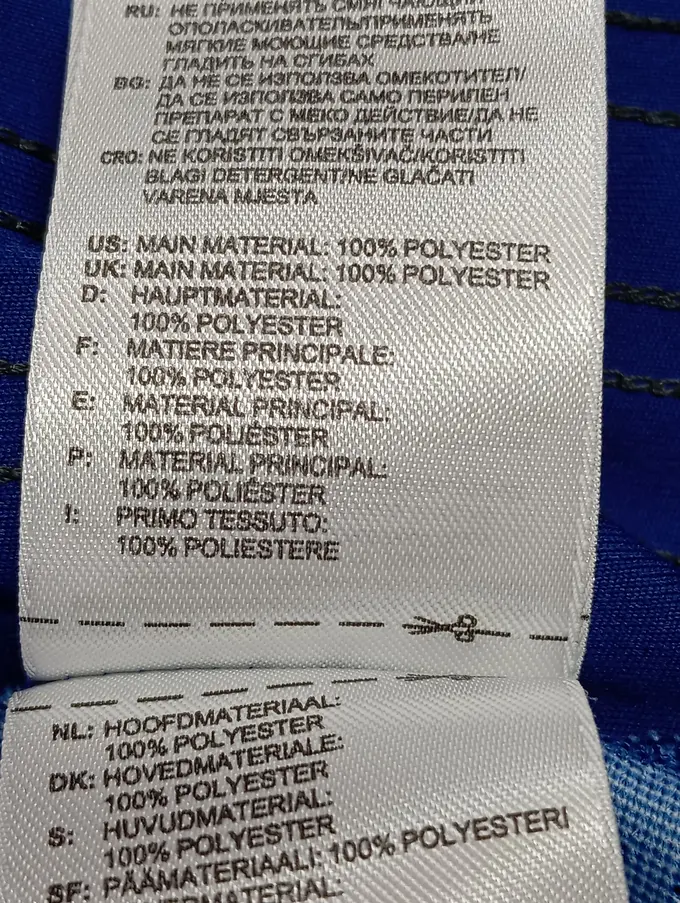 RU: НЕ ПРИМЕНЯТЬ СМЯГЧАЮЩИЙ
ОПОЛАСКИВАТЕЛЬ/ПРИМЕНЯТЬ
МЯГКИЕ МОЮЩИЕ СРЕДСТВА/НЕ
ГЛАДИТЬ НА СГИБАХ
BG: ДА НЕ СЕ ИЗПОЛЗВА ОМЕКОТИТЕЛ/
ДА СЕ ИЗПОЛЗВА САМО ПЕРИЛЕН
ПРЕПАРАТ С МЕКО ДЕЙСТВИЕ/ДА НЕ
СЕ ГЛАДЯТ СВЪРЗАНИТЕ ЧАСТИ
CRO: NE KORISTITI OMEKŠIVAČ/KORISTITI
BLAGI DETERGENT/NE GLAČATI
VARENA MJESTA
US: MAIN MATERIAL: 100% POLYESTER
UK: MAIN MATERIAL: 100% POLYESTER
D: HAUPTMATERIAL:
100% POLYESTER
F: MATIERE PRINCIPALE:
100% POLYESTER
E: MATERIAL PRINCIPAL:
100% POLIÉSTER
P: MATERIAL PRINCIPAL:
100% POLIÉSTER
I: PRIMO TESSUTO:
100% POLIESTERE
NL: HOOFDMATERIAAL:
100% POLYESTER
DK: HOVEDMATERIALE:
100% POLYESTER
S: HUVUDMATERIAL:
100% POLYESTER
SF: PÄÄMATERIAALI: 100% POLYESTERI